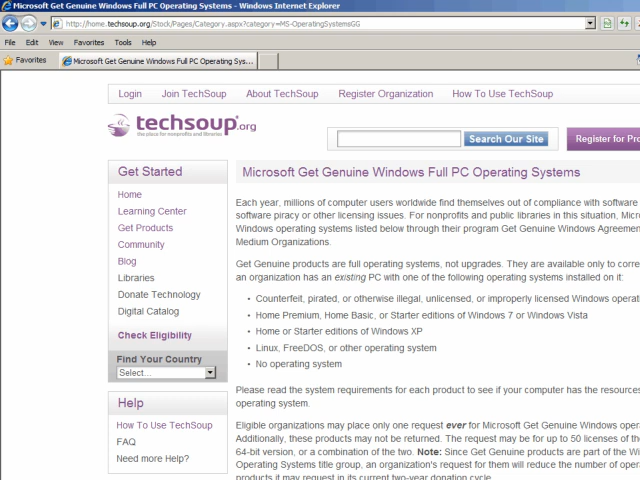 Microsoft Get Genuine Windows Full PC Operating Systems - Windows Internet Explorer
http://home.techsoup.org/Stock/Pages/Category.aspx?category=MS-OperatingSystemsGG
File Edit View Favorites Tools Help
Favorites Microsoft Get Genuine Windows Full PC Operating Sys...
Login Join TechSoup About TechSoup Register Organization How To Use TechSoup
techsoup.org
the place for nonprofits and libraries
Search Our Site Register for
Get Started
Home
Learning Center
Get Products
Community
Blog
Libraries
Donate Technology
Digital Catalog
Check Eligibility
Find Your Country
Select...
Help
How To Use TechSoup
FAQ
Need more Help?
Microsoft Get Genuine Windows Full PC Operating Systems
Each year, millions of computer users worldwide find themselves out of compliance with software
software piracy or other licensing issues. For nonprofits and public libraries in this situation,
Windows operating systems listed below through their program Get Genuine Windows
Medium Organizations.
Get Genuine products are full operating systems, not upgrades. They are available only to
an organization has an existing PC with one of the following operating systems installed on it:
• Counterfeit, pirated, or otherwise illegal, unlicensed, or improperly licensed Windows
• Home Premium, Home Basic, or Starter editions of Windows 7 or Windows Vista
• Home or Starter editions of Windows XP
• Linux, FreeDOS, or other operating system
• No operating system
Please read the system requirements for each product to see if your computer has the resources
operating system.
Eligible organizations may place only one request ever for Microsoft Get Genuine Windows
Additionally, these products may not be returned. The request may be for up to 50 licenses of
64-bit version, or a combination of the two. Note: Since Get Genuine products are part of the
Operating Systems title group, an organization's request for them will reduce the number of
products it may request in its current two-year donation cycle.